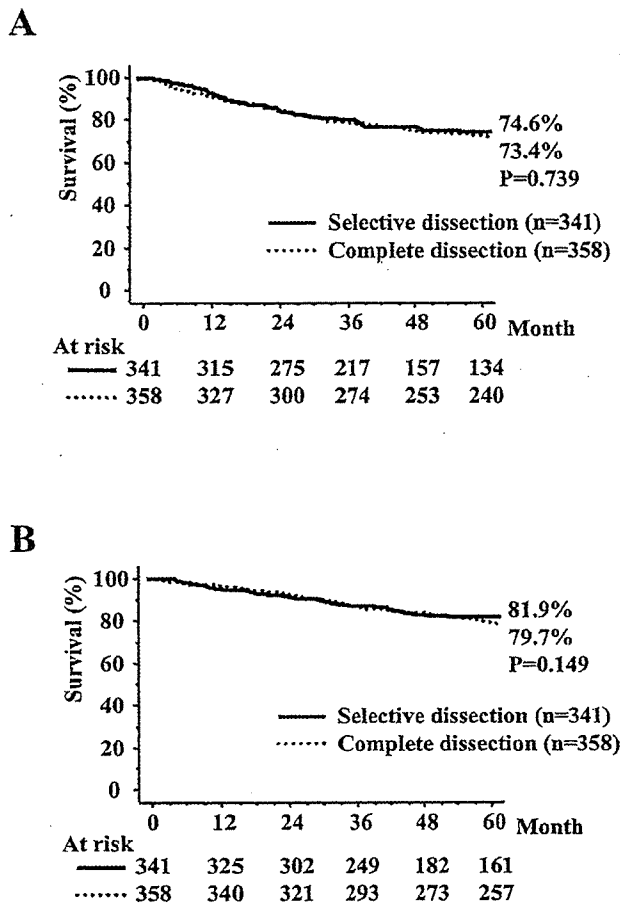 A
Survival (%)
100
80
60
40
20
0
74.6%
73.4%
P=0.739
Selective dissection (n=341)
Complete dissection (n=358)
0 12 24 36 48 60 Month
At risk
341 315 275 217 157 134
358 327 300 274 253 240
B
Survival (%)
100
80
60
40
20
0
81.9%
79.7%
P=0.149
Selective dissection (n=341)
Complete dissection (n=358)
0 12 24 36 48 60 Month
At risk
341 325 302 249 182 161
358 340 321 293 273 257